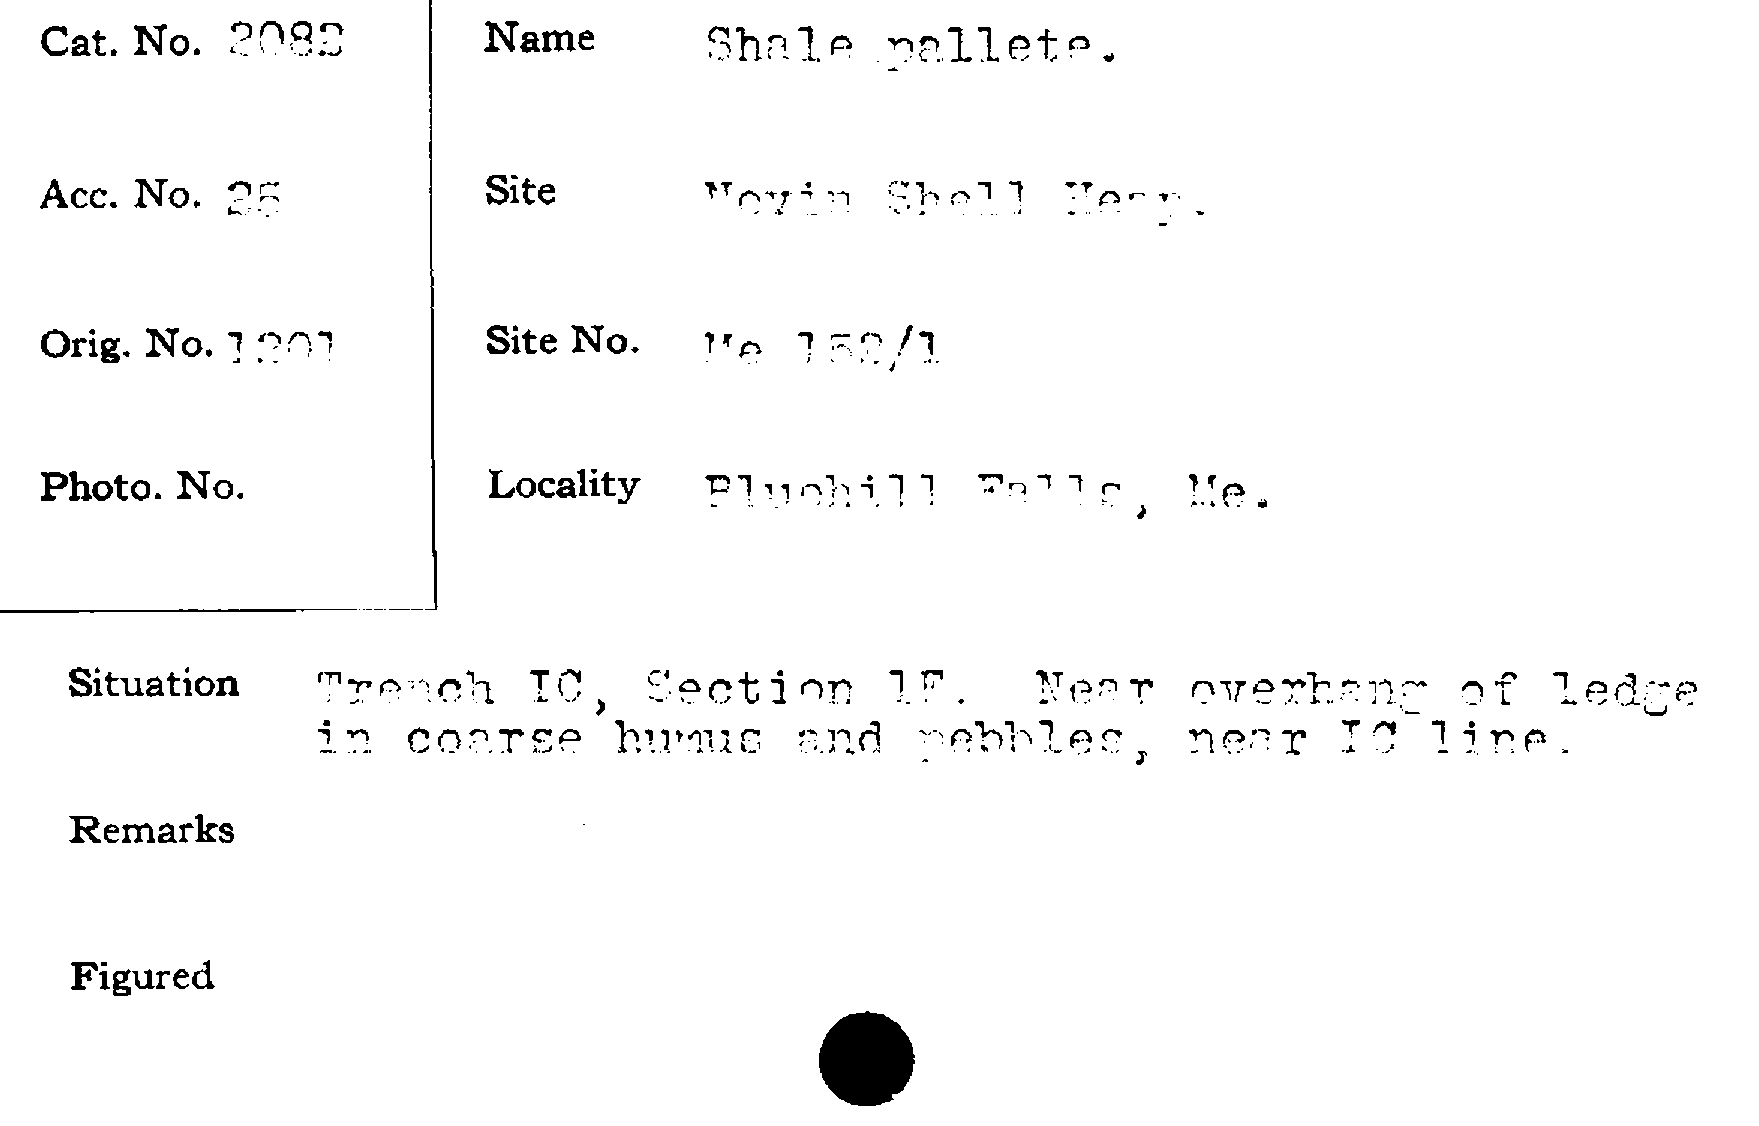 Cat. No. 2082
Name Shale pallete.
Acc. No. 25
Site Nevin Shell Heap.
Orig. No. 1201
Site No. Me 152/1
Photo. No.
Locality Bluehill Falls, Me.
Situation Trench IC, Section 1F. Near overhang of ledge
in coarse humus and pebbles, near IC line.
Remarks
Figured